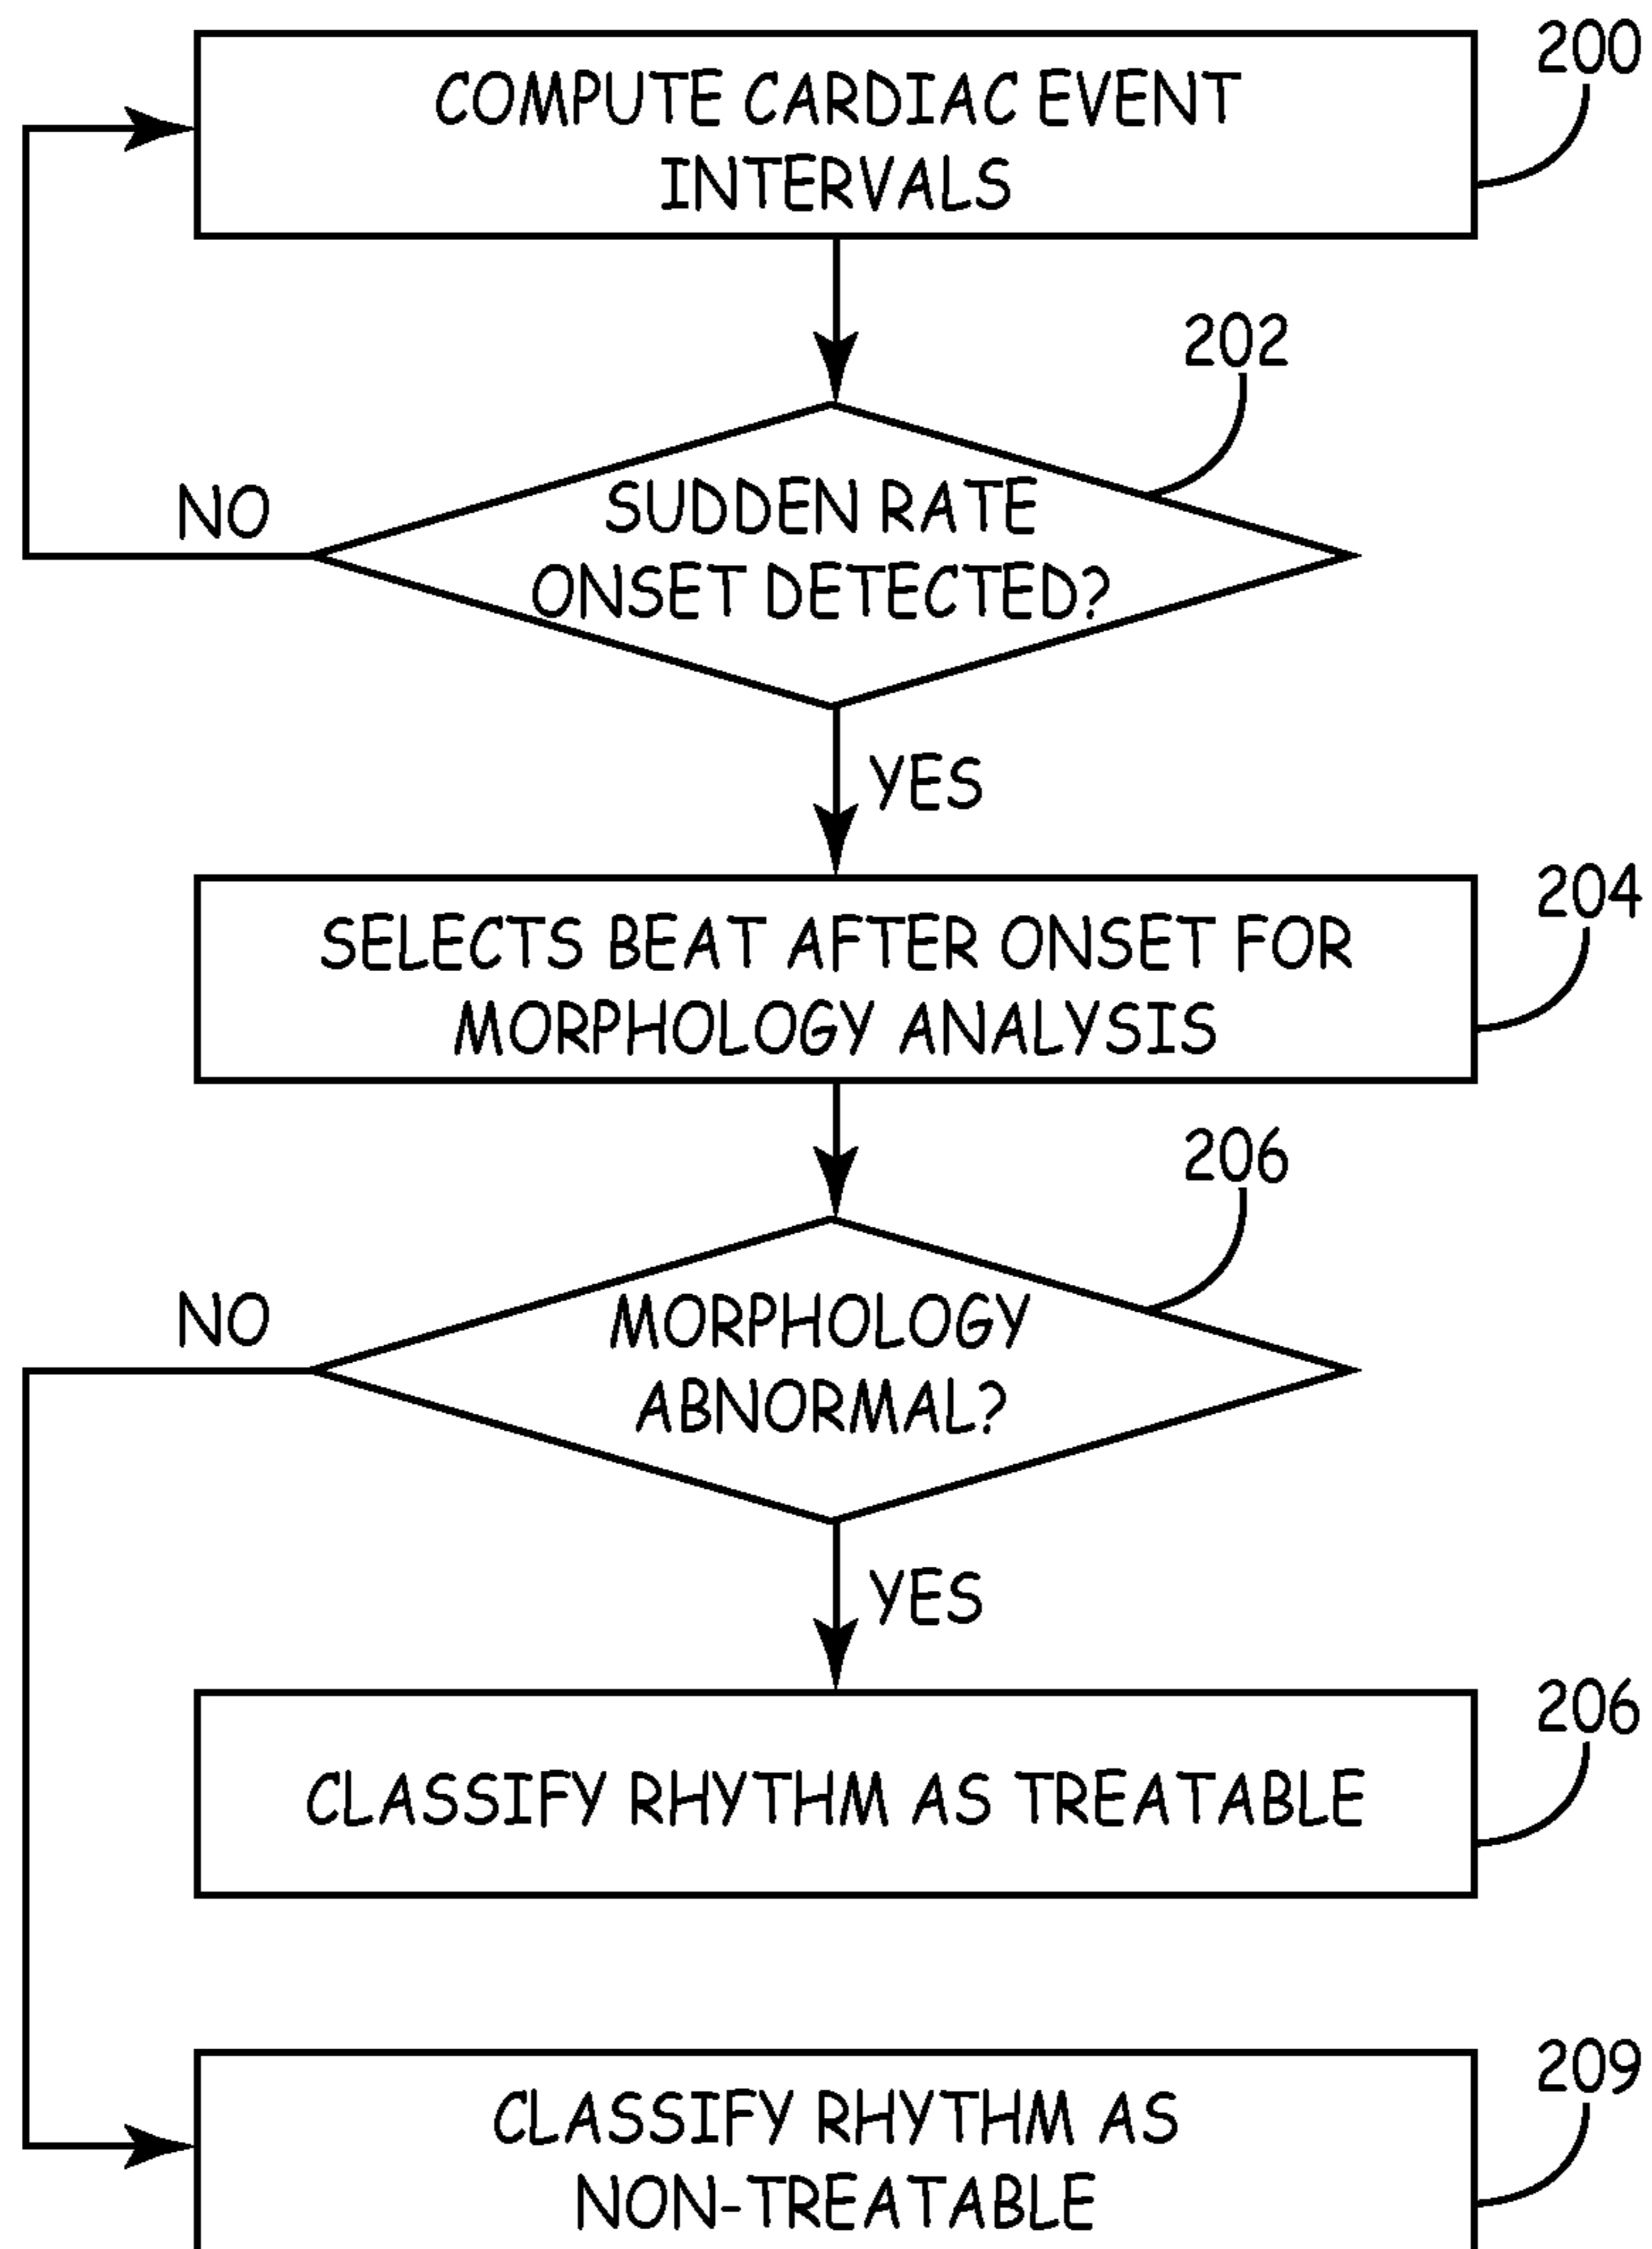 200
COMPUTE CARDIAC EVENT
INTERVALS
202
SUDDEN RATE
ONSET DETECTED?
NO
YES
204
SELECTS BEAT AFTER ONSET FOR
MORPHOLOGY ANALYSIS
206
MORPHOLOGY
ABNORMAL?
NO
YES
206
CLASSIFY RHYTHM AS TREATABLE
209
CLASSIFY RHYTHM AS
NON-TREATABLE